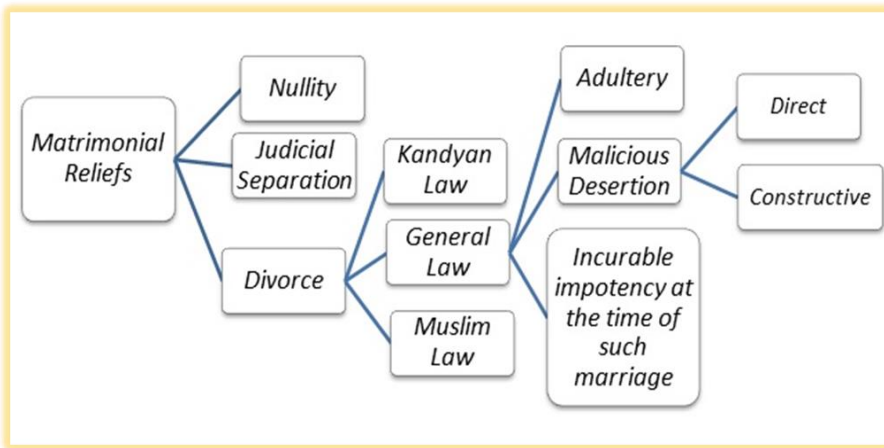 Matrimonial
Reliefs
Nullity
Judicial
Separation
Divorce
Kandyan
Law
General
Law
Muslim
Law
Adultery
Malicious
Desertion
Incurable
impotency at
the time of
such
marriage
Direct
Constructive